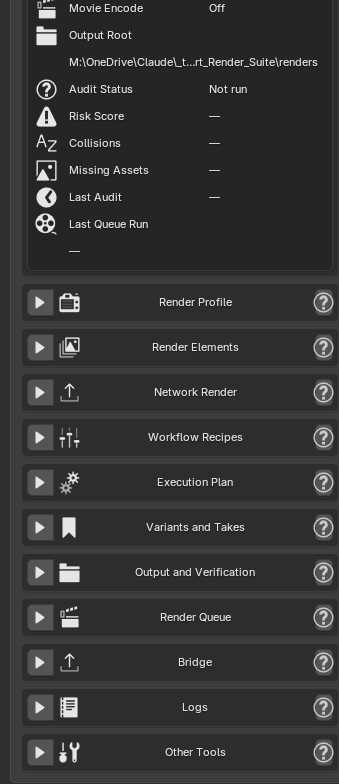 Movie Encode Off
Output Root
M:\OneDrive\Claude\_t...rt_Render_Suite\renders
Audit Status Not run
Risk Score —
Collisions —
Missing Assets —
Last Audit —
Last Queue Run
—
Render Profile
Render Elements
Network Render
Workflow Recipes
Execution Plan
Variants and Takes
Output and Verification
Render Queue
Bridge
Logs
Other Tools